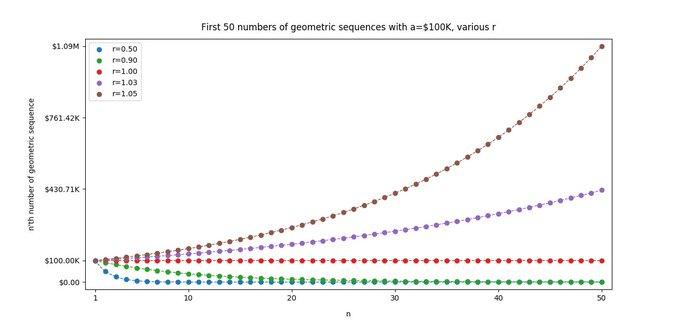 First 50 numbers of geometric sequences with a=$100K, various r
$1.09M
$761.42K
$430.71K
$100.00K
$0.00
n'th number of geometric sequence
r=0.50
r=0.90
r=1.00
r=1.03
r=1.05
1 10 20 30 40 50
n